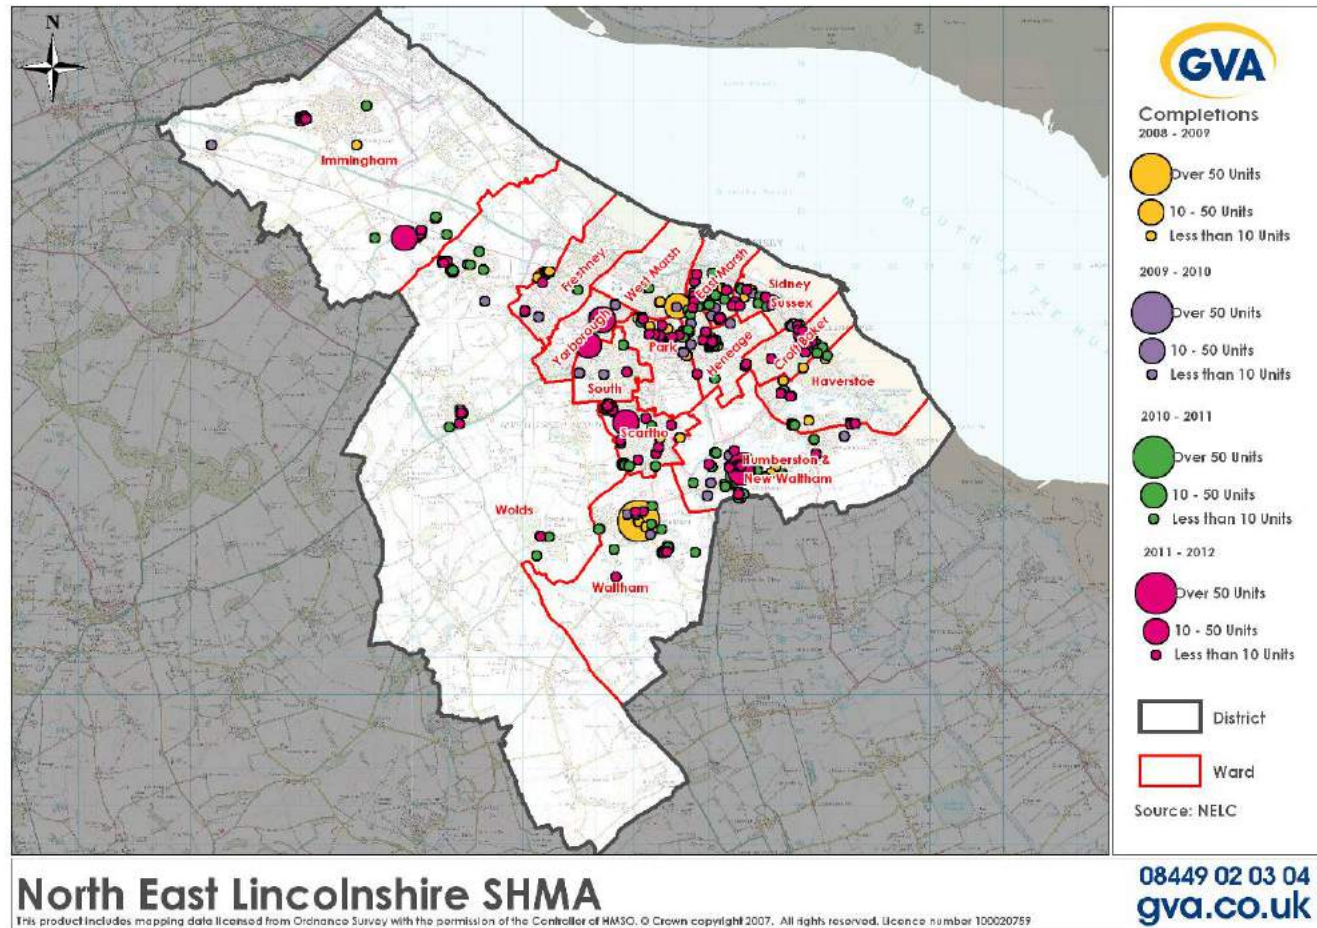 N
Immingham
Freshney
West Marsh
East Marsh
Sidney
Sussex
Yarborough
Park
Heneage
Croft Baker
Haverstoe
South
Scartho
Humberston &
New Waltham
Wolds
Waltham
MOUTH OF THE HU
GVA
Completions
2008 - 2009
Over 50 Units
10 - 50 Units
Less than 10 Units
2009 - 2010
Over 50 Units
10 - 50 Units
Less than 10 Units
2010 - 2011
Over 50 Units
10 - 50 Units
Less than 10 Units
2011 - 2012
Over 50 Units
10 - 50 Units
Less than 10 Units
District
Ward
Source: NELC
North East Lincolnshire SHMA
This product includes mapping data licensed from Ordnance Survey with the permission of the Controller of HMSO. © Crown copyright 2007. All rights reserved. Licence number 100020759
08449 02 03 04
gva.co.uk